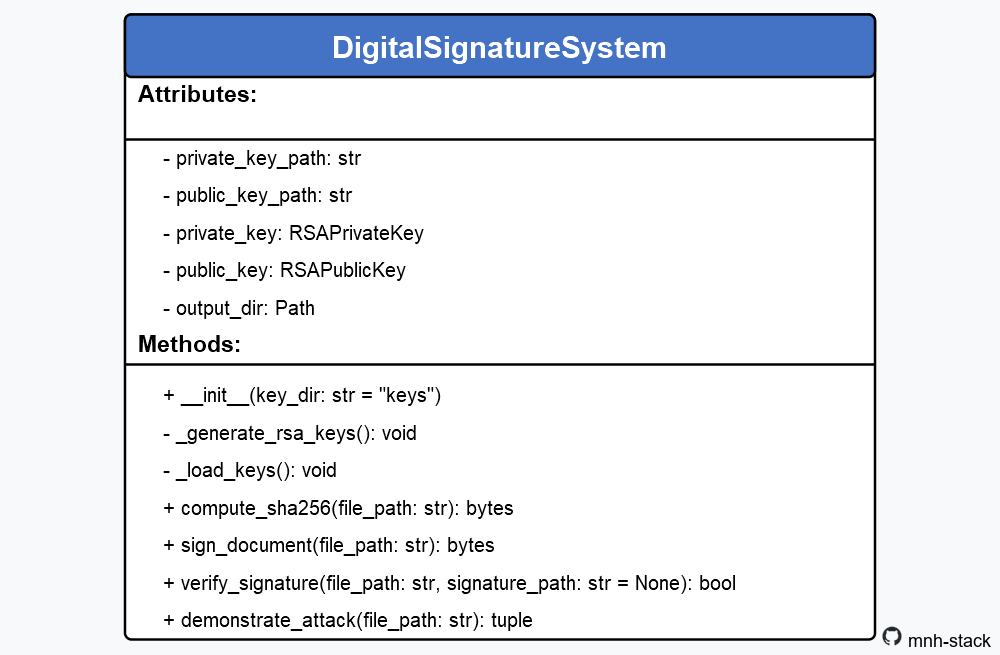 DigitalSignatureSystem
Attributes:
- private_key_path: str
- public_key_path: str
- private_key: RSAPrivateKey
- public_key: RSAPublicKey
- output_dir: Path
Methods:
+ __init__(key_dir: str = "keys")
- _generate_rsa_keys(): void
- _load_keys(): void
+ compute_sha256(file_path: str): bytes
+ sign_document(file_path: str): bytes
+ verify_signature(file_path: str, signature_path: str = None): bool
+ demonstrate_attack(file_path: str): tuple
mnh-stack